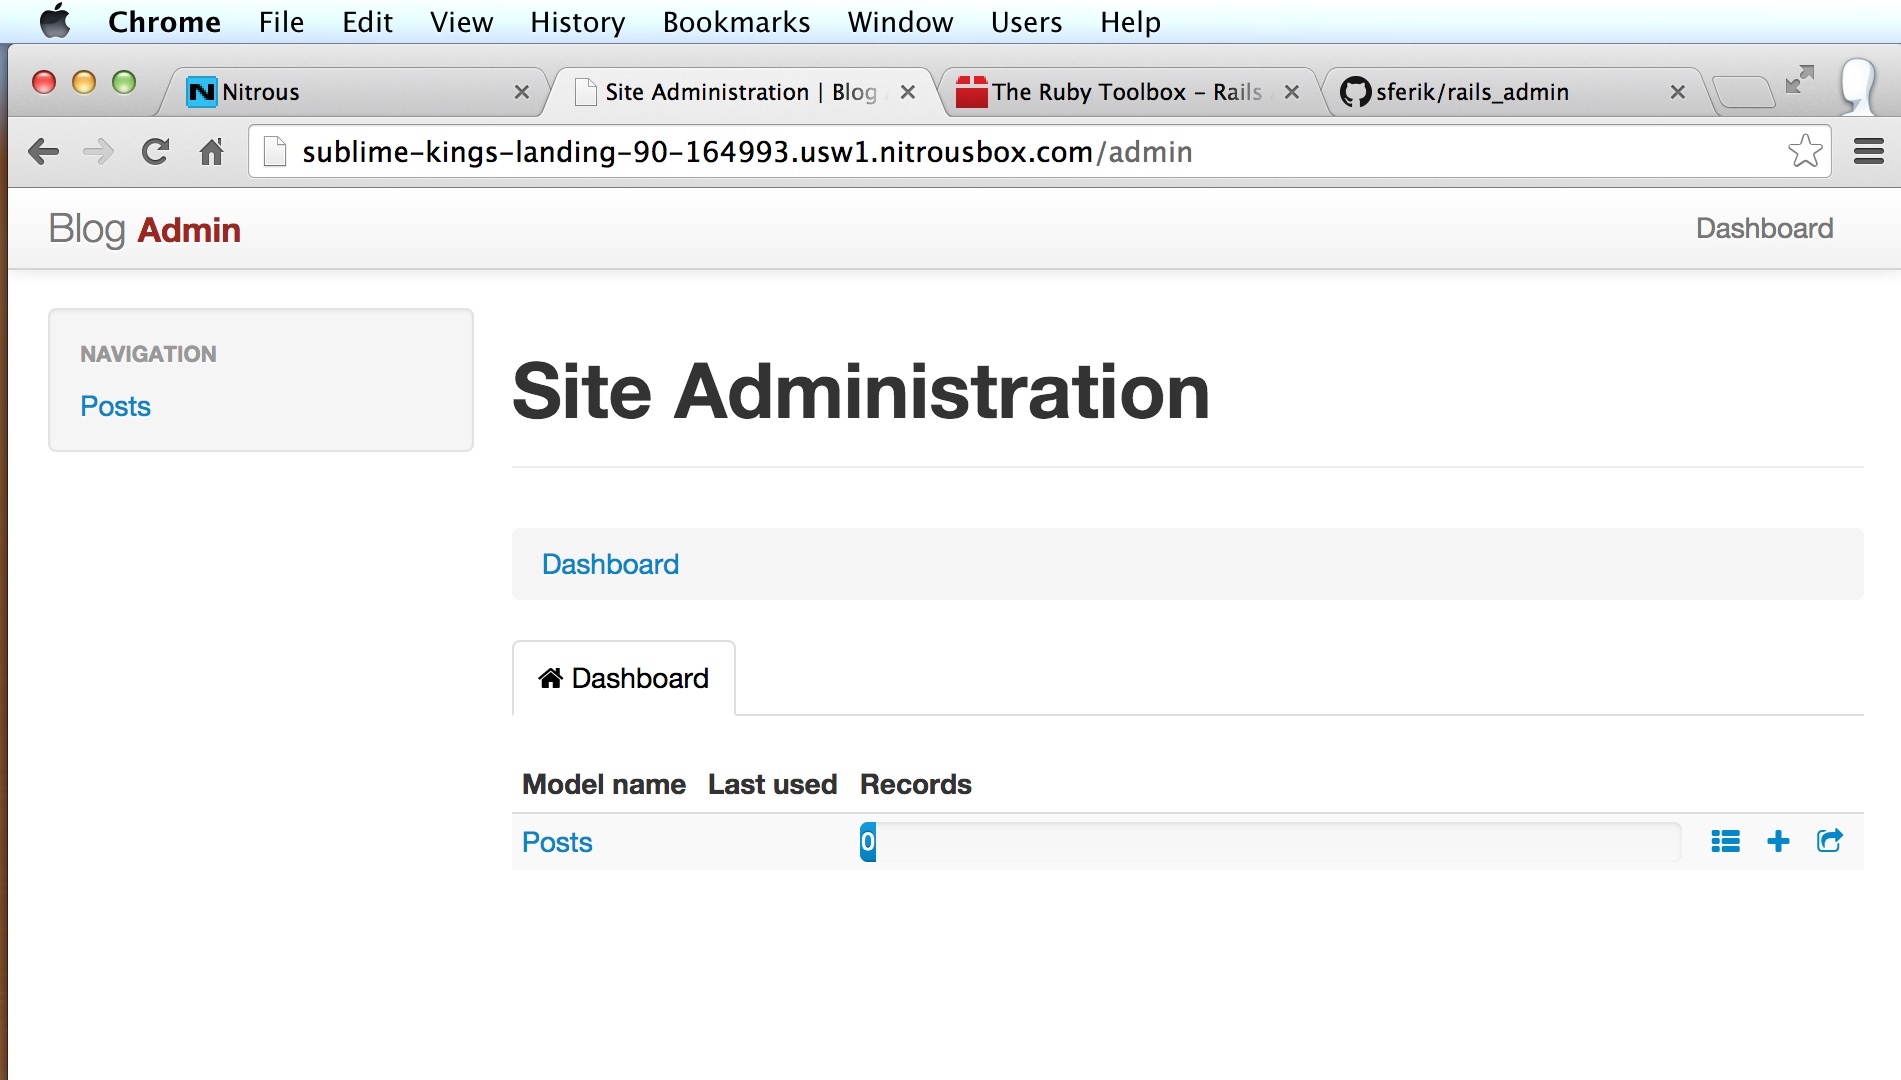 Chrome File Edit View History Bookmarks Window Users Help
Nitrous Site Administration | Blog The Ruby Toolbox – Rails sferik/rails_admin
sublime-kings-landing-90-164993.usw1.nitrousbox.com/admin
Blog Admin Dashboard
NAVIGATION
Posts
Site Administration
Dashboard
Dashboard
Model name Last used Records
Posts 0